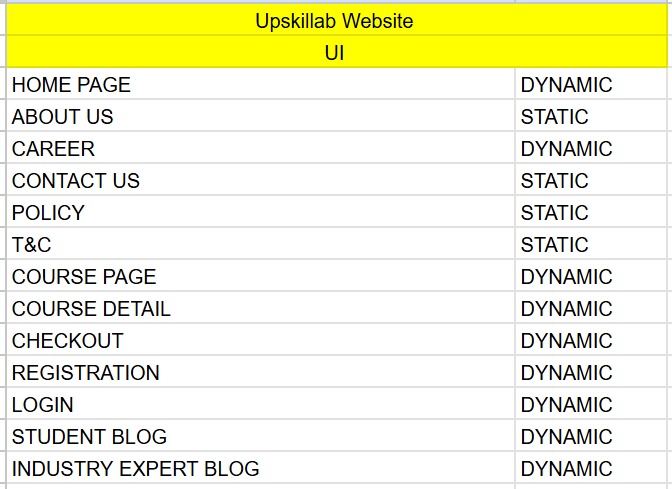 Upskillab Website
UI
HOME PAGE DYNAMIC
ABOUT US STATIC
CAREER DYNAMIC
CONTACT US STATIC
POLICY STATIC
T&C STATIC
COURSE PAGE DYNAMIC
COURSE DETAIL DYNAMIC
CHECKOUT DYNAMIC
REGISTRATION DYNAMIC
LOGIN DYNAMIC
STUDENT BLOG DYNAMIC
INDUSTRY EXPERT BLOG DYNAMIC